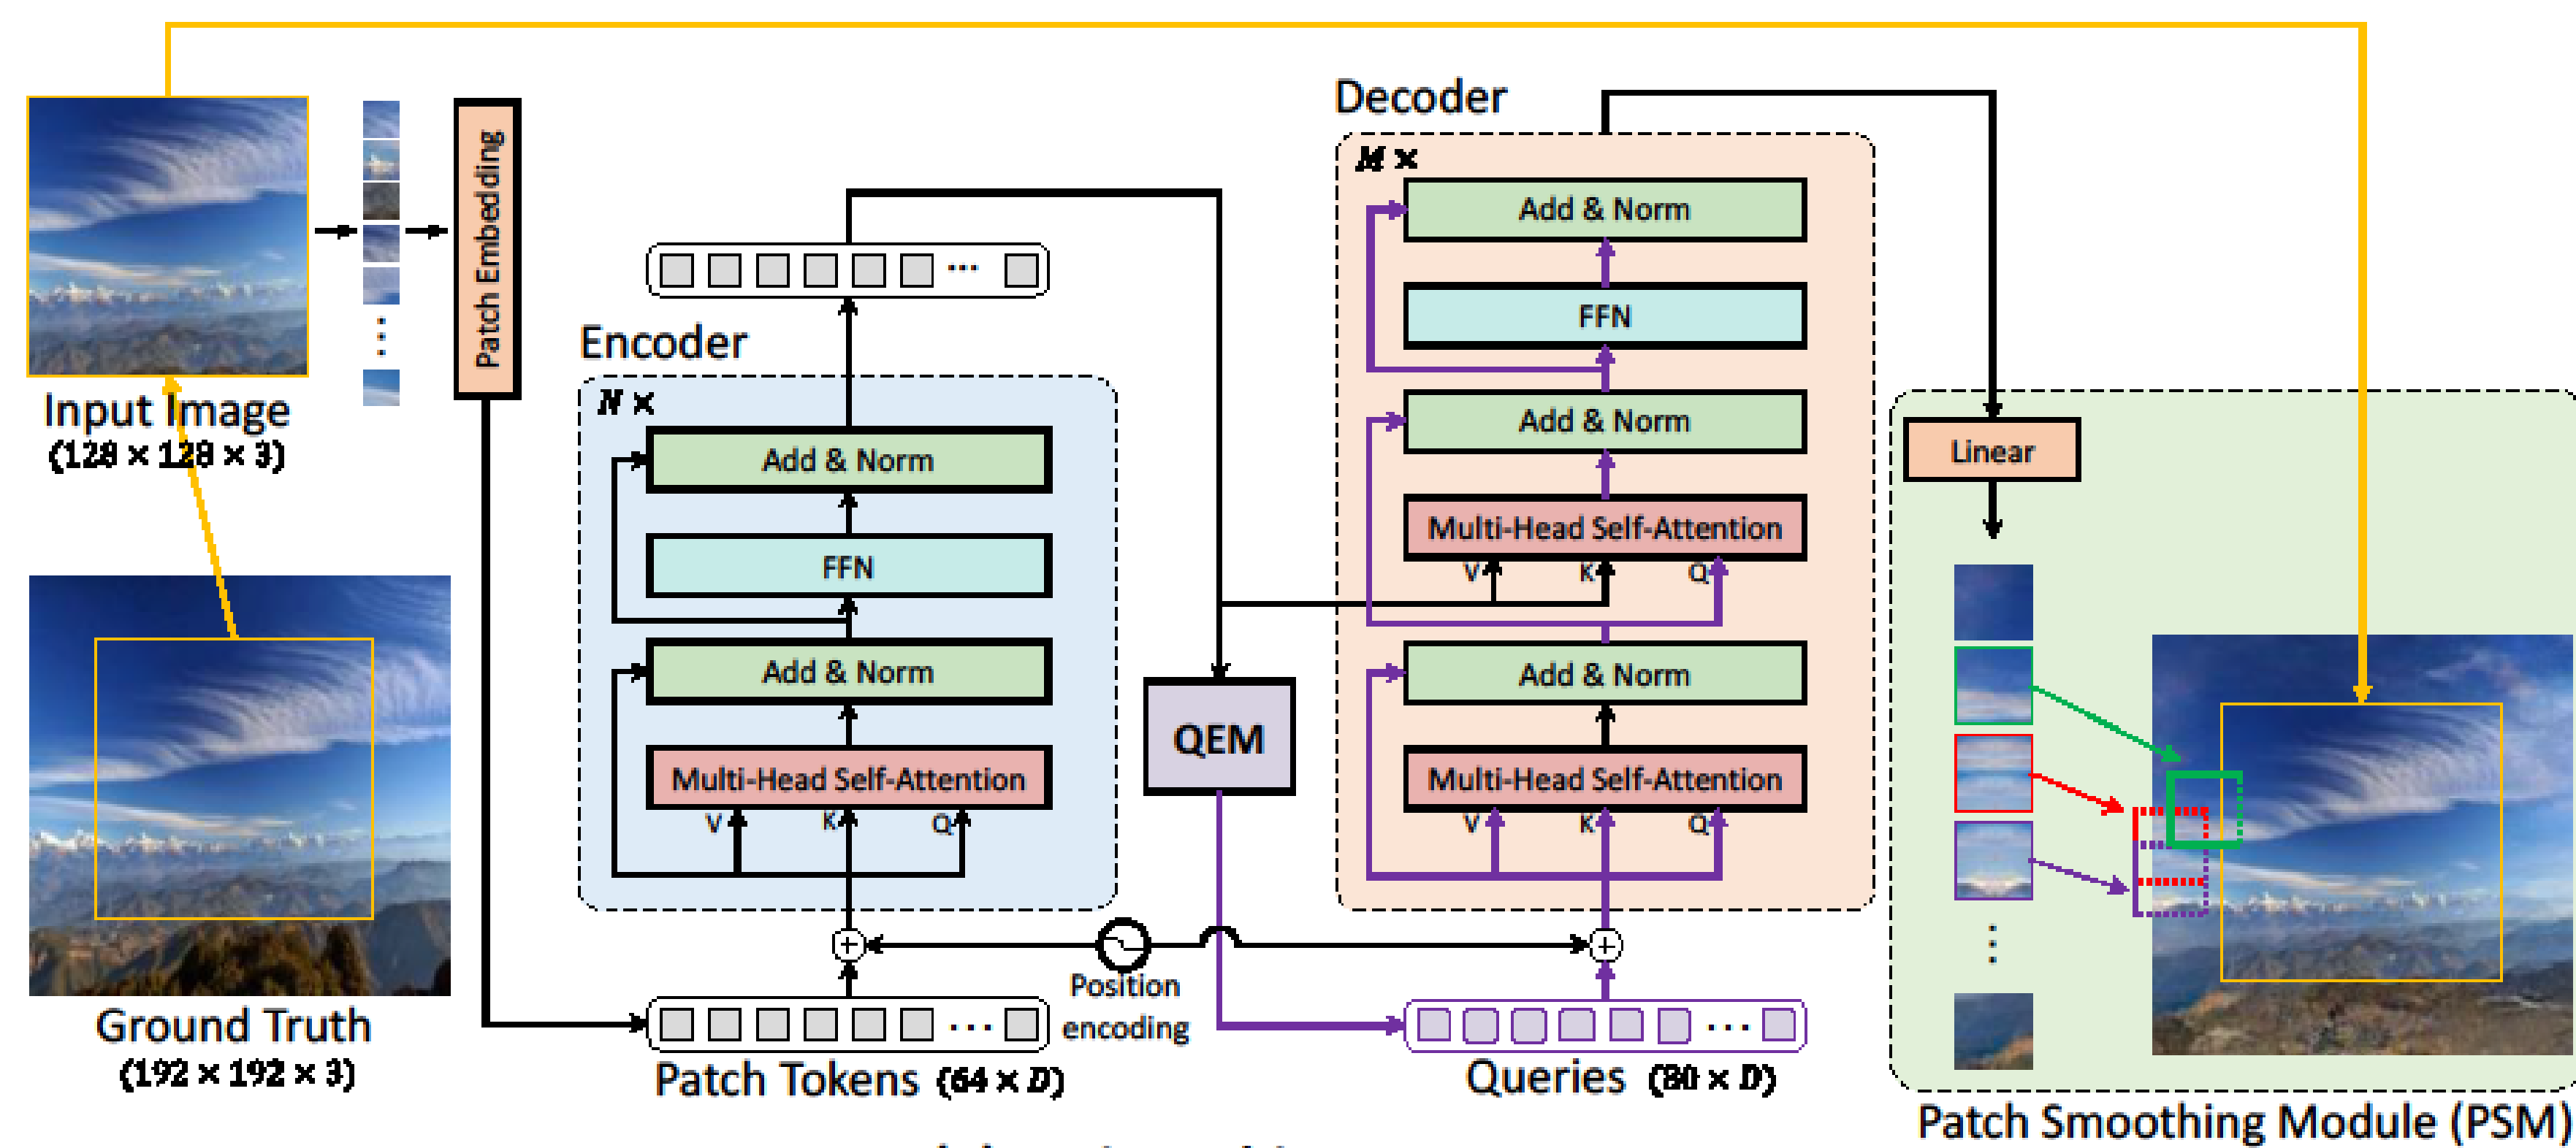 Input Image
(128 × 128 × 3)
Ground Truth
(192 × 192 × 3)
Patch Embedding
Encoder
N ×
Add & Norm
FFN
Add & Norm
Multi-Head Self-Attention
V K Q
Patch Tokens (64 × D)
Position
encoding
QEM
Decoder
M ×
Add & Norm
FFN
Add & Norm
Multi-Head Self-Attention
V K Q
Add & Norm
Multi-Head Self-Attention
V K Q
Queries (80 × D)
Linear
Patch Smoothing Module (PSM)